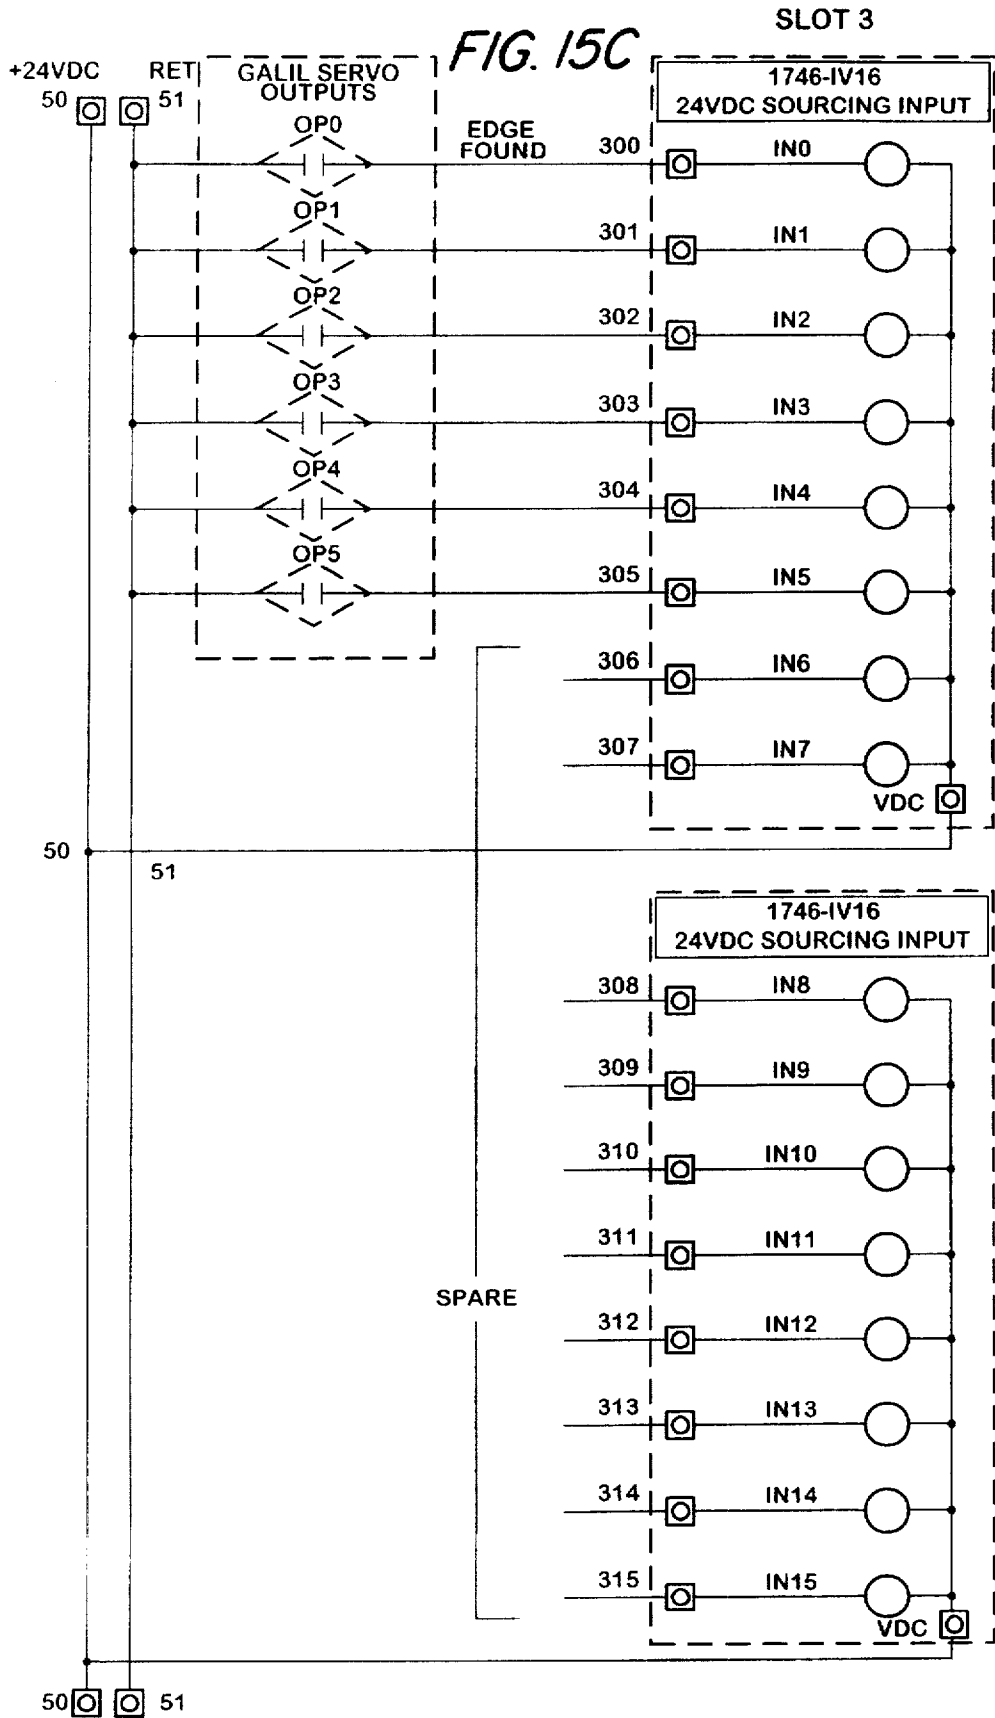 FIG. 15C
SLOT 3
+24VDC
RET
50
51
GALIL SERVO
OUTPUTS
1746-IV16
24VDC SOURCING INPUT
OP0
EDGE
FOUND
300
IN0
OP1
301
IN1
OP2
302
IN2
OP3
303
IN3
OP4
304
IN4
OP5
305
IN5
306
IN6
307
IN7
VDC
50
51
1746-IV16
24VDC SOURCING INPUT
308
IN8
309
IN9
310
IN10
311
IN11
SPARE
312
IN12
313
IN13
314
IN14
315
IN15
VDC
50
51